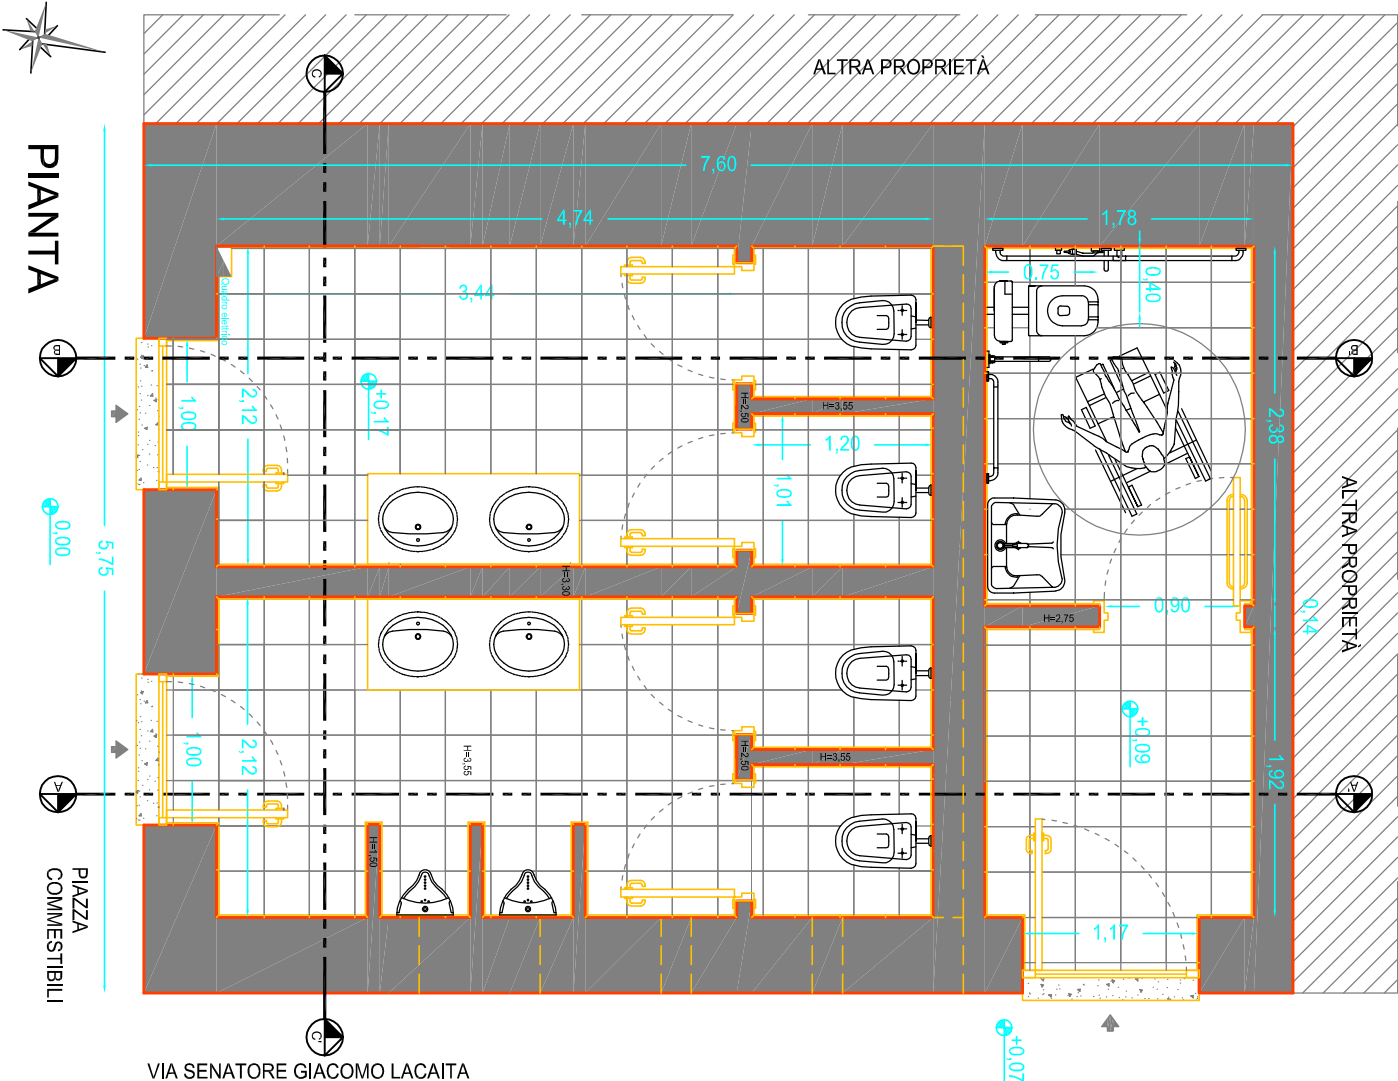 ALTRA PROPRIETÀ
C
PIANTA
7,60
4,74
1,78
0,75
0,40
3,44
Quadro elettrico
B
B'
2,12
1,00
+0,17
H=2,50
H=3,55
1,20
1,01
2,38
ALTRA PROPRIETÀ
0,00
5,75
H=3,30
0,90
0,14
H=2,75
+0,09
1,00
2,12
H=3,55
H=2,50
H=3,55
1,92
A
A'
H=1,50
PIAZZA
COMMESTIBILI
1,17
C'
+0,07
VIA SENATORE GIACOMO LACAITA